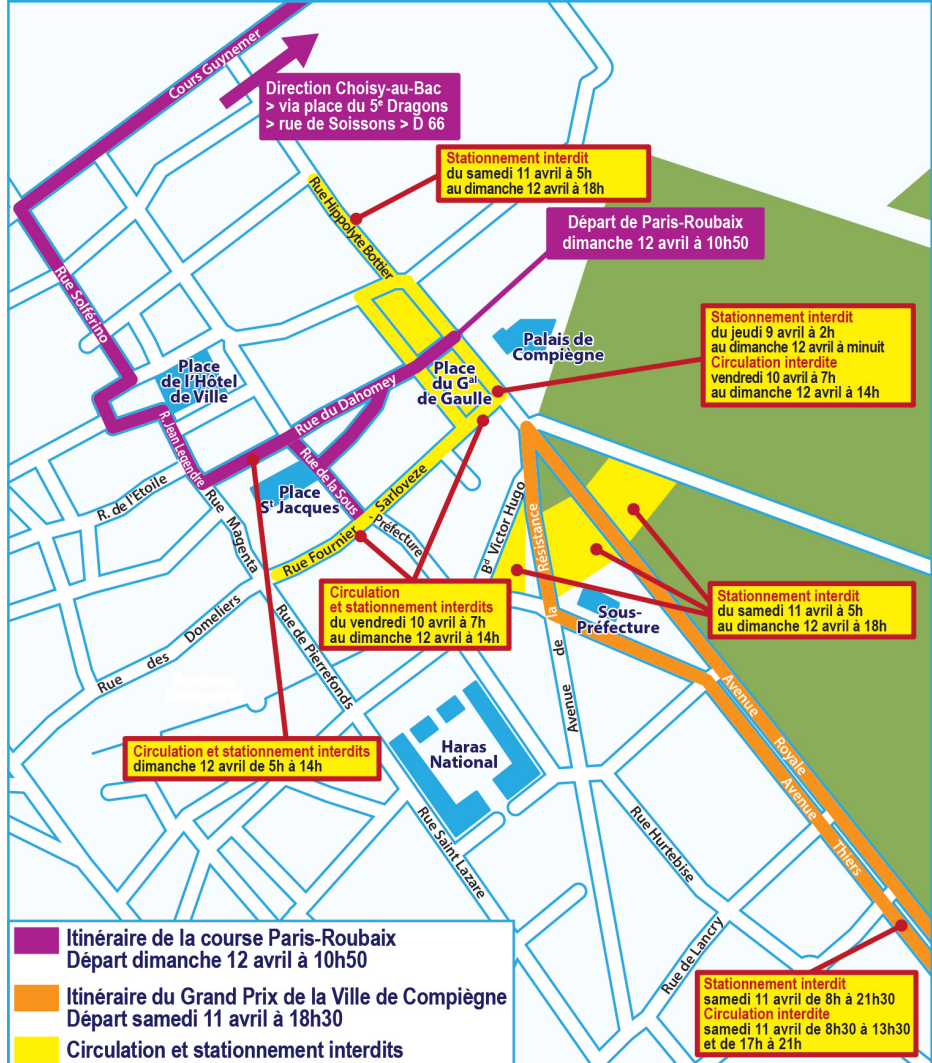 Cours Guynemer
Direction Choisy-au-Bac
> via place du 5e Dragons
> rue de Soissons > D 66
Stationnement interdit
du samedi 11 avril à 5h
au dimanche 12 avril à 18h
Rue Hippolyte Bottier
Départ de Paris-Roubaix
dimanche 12 avril à 10h50
Rue Solférino
Palais de
Compiègne
Stationnement interdit
du jeudi 9 avril à 2h
au dimanche 12 avril à minuit
Circulation interdite
vendredi 10 avril à 7h
au dimanche 12 avril à 14h
Place
de l'Hôtel
de Ville
Place
du Gal
de Gaulle
Rue du Dahomey
R. Jean Legendre
Rue de la Sous
-Préfecture
R. de l'Etoile
Place
St Jacques
Rue Magenta
Rue Fournier Sarloveze
Bd Victor Hugo
Avenue de la Résistance
Circulation
et stationnement interdits
du vendredi 10 avril à 7h
au dimanche 12 avril à 14h
Sous-
Préfecture
Stationnement interdit
du samedi 11 avril à 5h
au dimanche 12 avril à 18h
Rue des Domeliers
Rue de Pierrefonds
Avenue Royale
Avenue Thiers
Circulation et stationnement interdits
dimanche 12 avril de 5h à 14h
Haras
National
Rue Saint Lazare
Rue Hurtebise
Rue de Lancry
Stationnement interdit
samedi 11 avril de 8h à 21h30
Circulation interdite
samedi 11 avril de 8h30 à 13h30
et de 17h à 21h
Itinéraire de la course Paris-Roubaix
Départ dimanche 12 avril à 10h50
Itinéraire du Grand Prix de la Ville de Compiègne
Départ samedi 11 avril à 18h30
Circulation et stationnement interdits